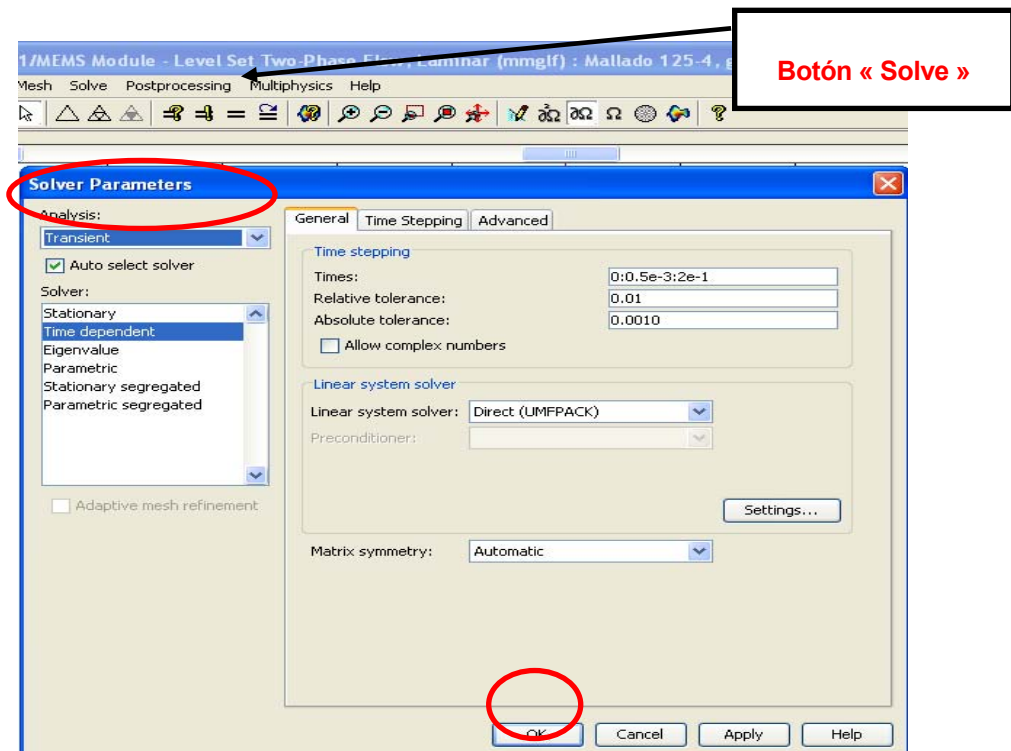 Botón « Solve »
1/MEMS Module - Level Set Two-Phase Flow, Laminar (mmglf) : Mallado 125-4,
Mesh Solve Postprocessing Multiphysics Help
Solver Parameters
Analysis:
Transient
Auto select solver
Solver:
Stationary
Time dependent
Eigenvalue
Parametric
Stationary segregated
Parametric segregated
Adaptive mesh refinement
General Time Stepping Advanced
Time stepping
Times: 0:0.5e-3:2e-1
Relative tolerance: 0.01
Absolute tolerance: 0.0010
Allow complex numbers
Linear system solver
Linear system solver: Direct (UMFPACK)
Preconditioner:
Settings...
Matrix symmetry: Automatic
OK Cancel Apply Help